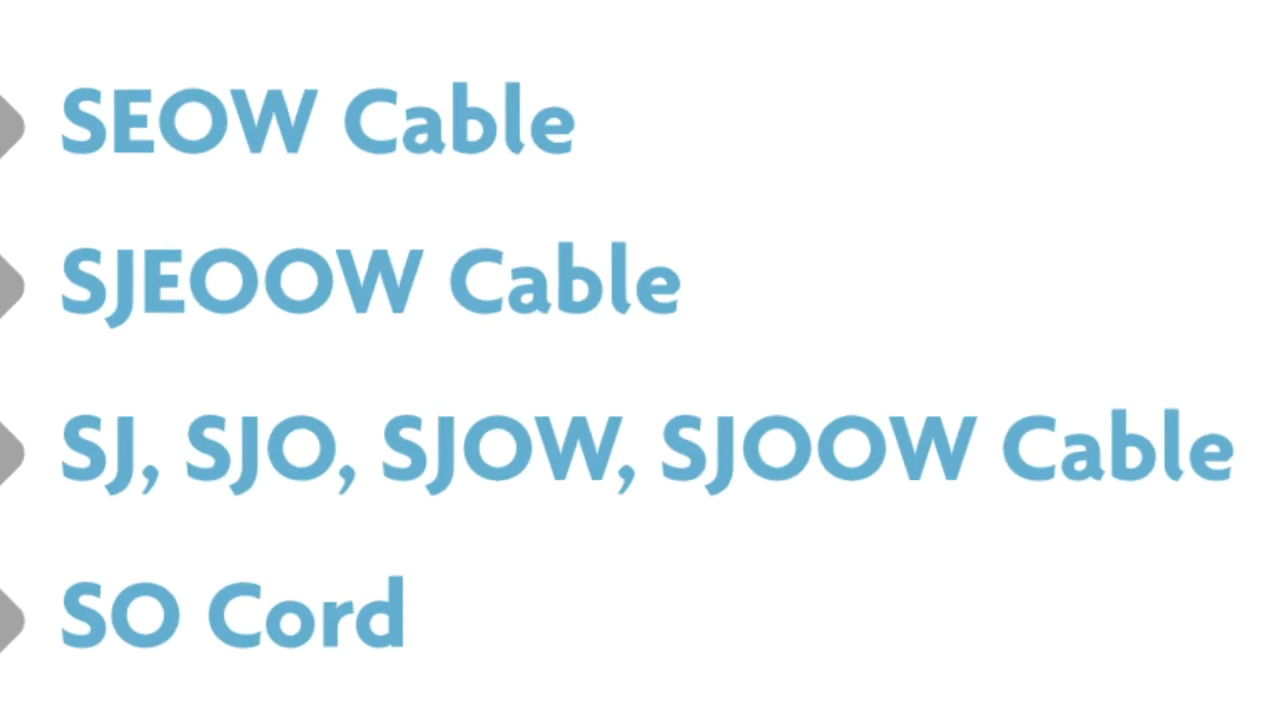 SEOW Cable
SJEOOW Cable
SJ, SJO, SJOW, SJOOW Cable
SO Cord